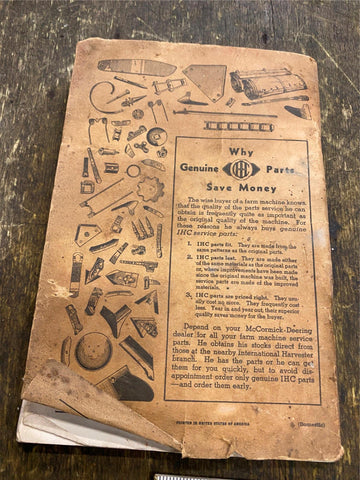 Why
Genuine IHC Parts
Save Money
The wise buyer of a farm machine knows
that the quality of the parts service he can
obtain is frequently quite as important as
the original quality of the machine. For
these reasons he always buys genuine
IHC service parts:
1. IHC parts fit. They are made from the
same patterns as the original parts.
2. IHC parts last. They are made either
of the same materials as the original parts
or, where improvements have been made
since the original machine was built, the
service parts are made of the improved
materials.
3. IHC parts are priced right. They usu-
ally cost no more. They frequently cost
less. Year in and year out, their superior
quality saves money for the buyer.
Depend on your McCormick-Deering
dealer for all your farm machine service
parts. He obtains his stocks direct from
those at the nearby International Harvester
branch. He has the parts or he can get
them for you quickly, but to avoid dis-
appointment order only genuine IHC parts
—and order them early.
PRINTED IN UNITED STATES OF AMERICA
(Domestic)